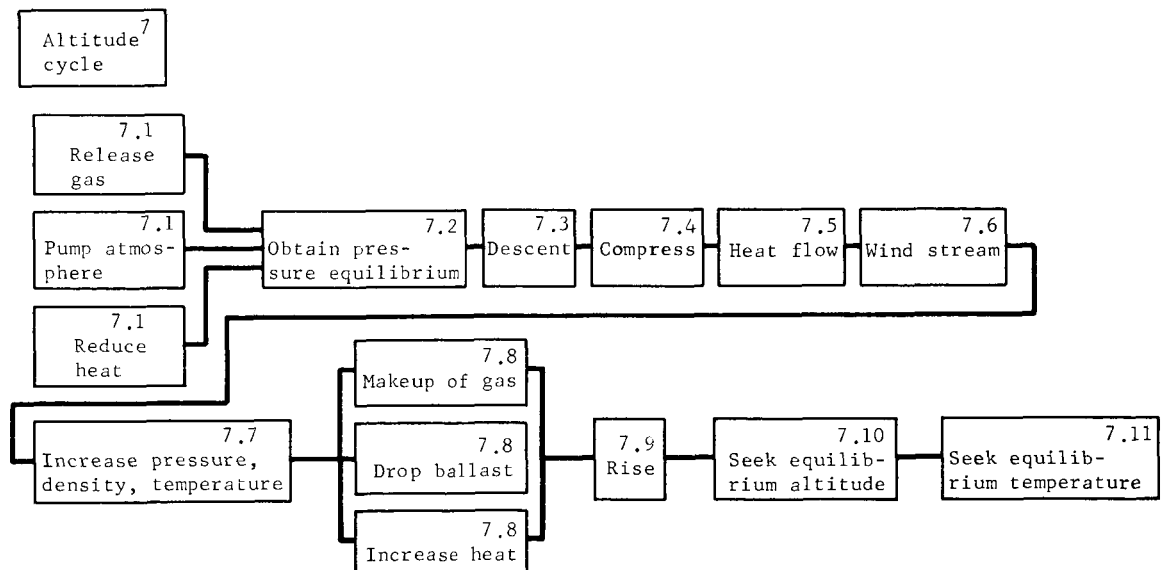 7
Altitude
cycle
7.1
Release
gas
7.1
Pump atmos-
phere
7.1
Reduce
heat
7.2
Obtain pres-
sure equilibrium
7.3
Descent
7.4
Compress
7.5
Heat flow
7.6
Wind stream
7.7
Increase pressure,
density, temperature
7.8
Makeup of gas
7.8
Drop ballast
7.8
Increase heat
7.9
Rise
7.10
Seek equilib-
rium altitude
7.11
Seek equilib-
rium temperature